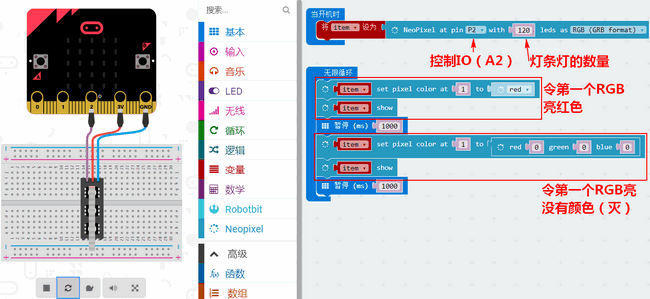 0 1 2 3V GND
Search...
基本
输入
音乐
LED
无线
循环
逻辑
变量
数学
Robotbit
Neopixel
高级
函数
数组
当开机时
将 item 设为 NeoPixel at pin P2 with 120 leds as RGB (GRB format)
控制IO（A2） 灯条灯的数量
无限循环
item set pixel color at 1 to red
item show
令第一个RGB
亮红色
暂停 (ms) 1000
item set pixel color at 1 to red 0 green 0 blue 0
item show
暂停 (ms) 1000
令第一个RGB亮
没有颜色（灭）